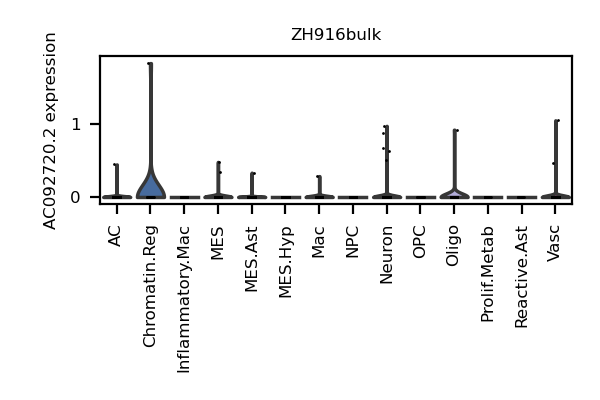 ZH916bulk
AC092720.2 expression
1
0
AC
Chromatin.Reg
Inflammatory.Mac
MES
MES.Ast
MES.Hyp
Mac
NPC
Neuron
OPC
Oligo
Prolif.Metab
Reactive.Ast
Vasc